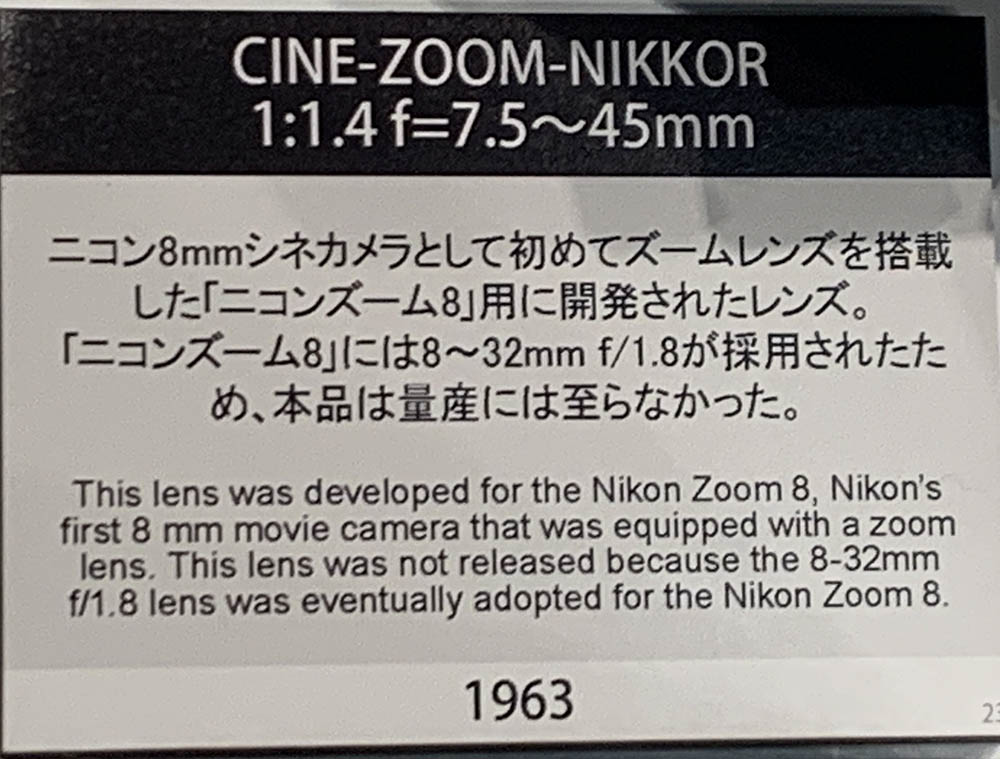 CINE-ZOOM-NIKKOR
1:1.4 f=7.5～45mm
ニコン8mmシネカメラとして初めてズームレンズを搭載
した「ニコンズーム8」用に開発されたレンズ。
「ニコンズーム8」には8～32mm f/1.8が採用されたた
め、本品は量産には至らなかった。
This lens was developed for the Nikon Zoom 8, Nikon's
first 8 mm movie camera that was equipped with a zoom
lens. This lens was not released because the 8-32mm
f/1.8 lens was eventually adopted for the Nikon Zoom 8.
1963